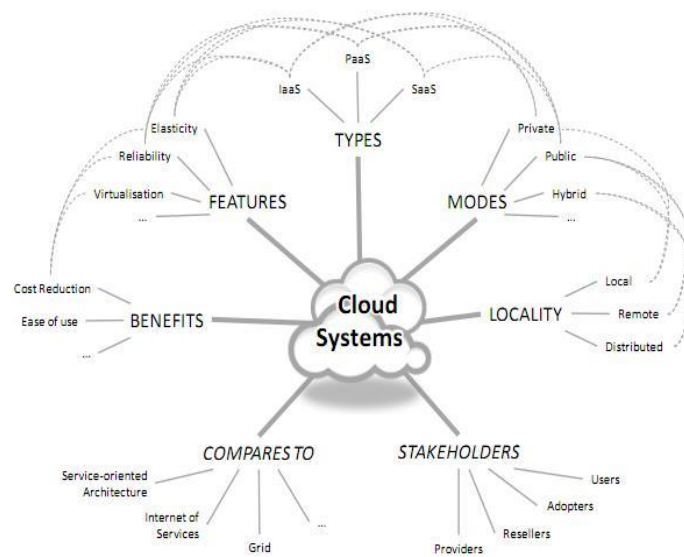 PaaS
IaaS
SaaS
TYPES
Elasticity
Reliability
Virtualisation
...
FEATURES
Private
Public
Hybrid
...
MODES
Cost Reduction
Ease of use
...
BENEFITS
Cloud
Systems
LOCALITY
Local
Remote
Distributed
COMPARES TO
Service-oriented
Architecture
Internet of
Services
Grid
...
STAKEHOLDERS
Users
Adopters
Resellers
Providers